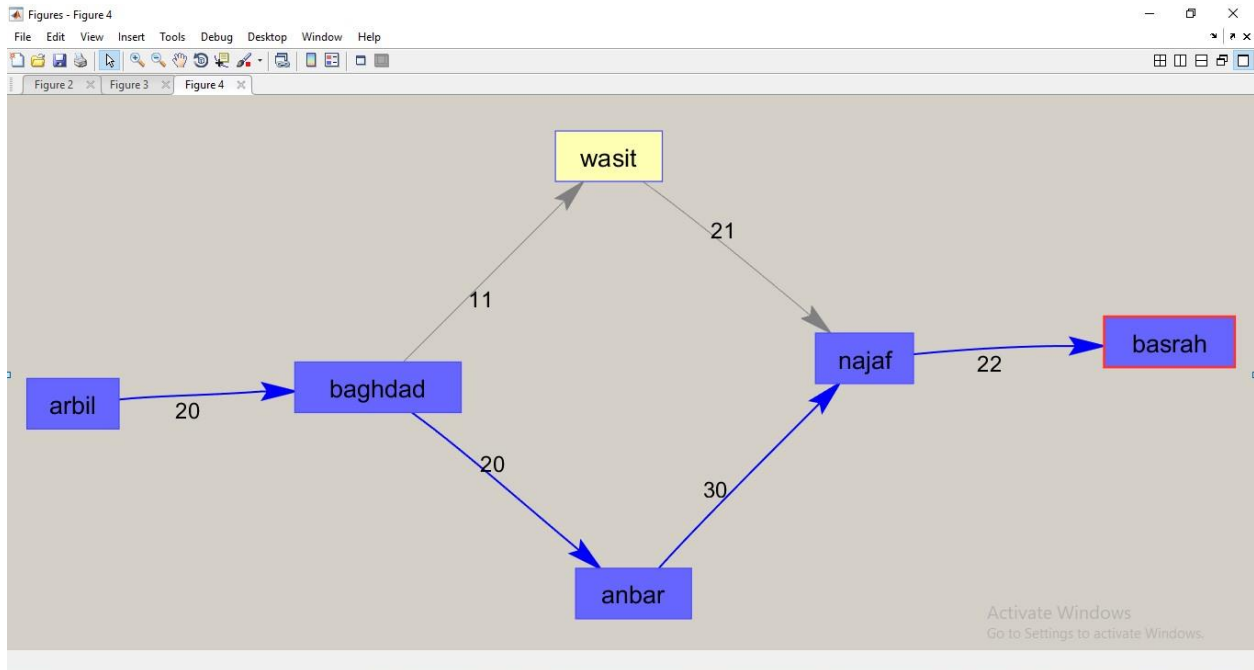 Figures - Figure 4
File Edit View Insert Tools Debug Desktop Window Help
Figure 2 Figure 3 Figure 4
wasit
21
11
basrah
najaf
22
baghdad
arbil
20
20
30
anbar
Activate Windows
Go to Settings to activate Windows.